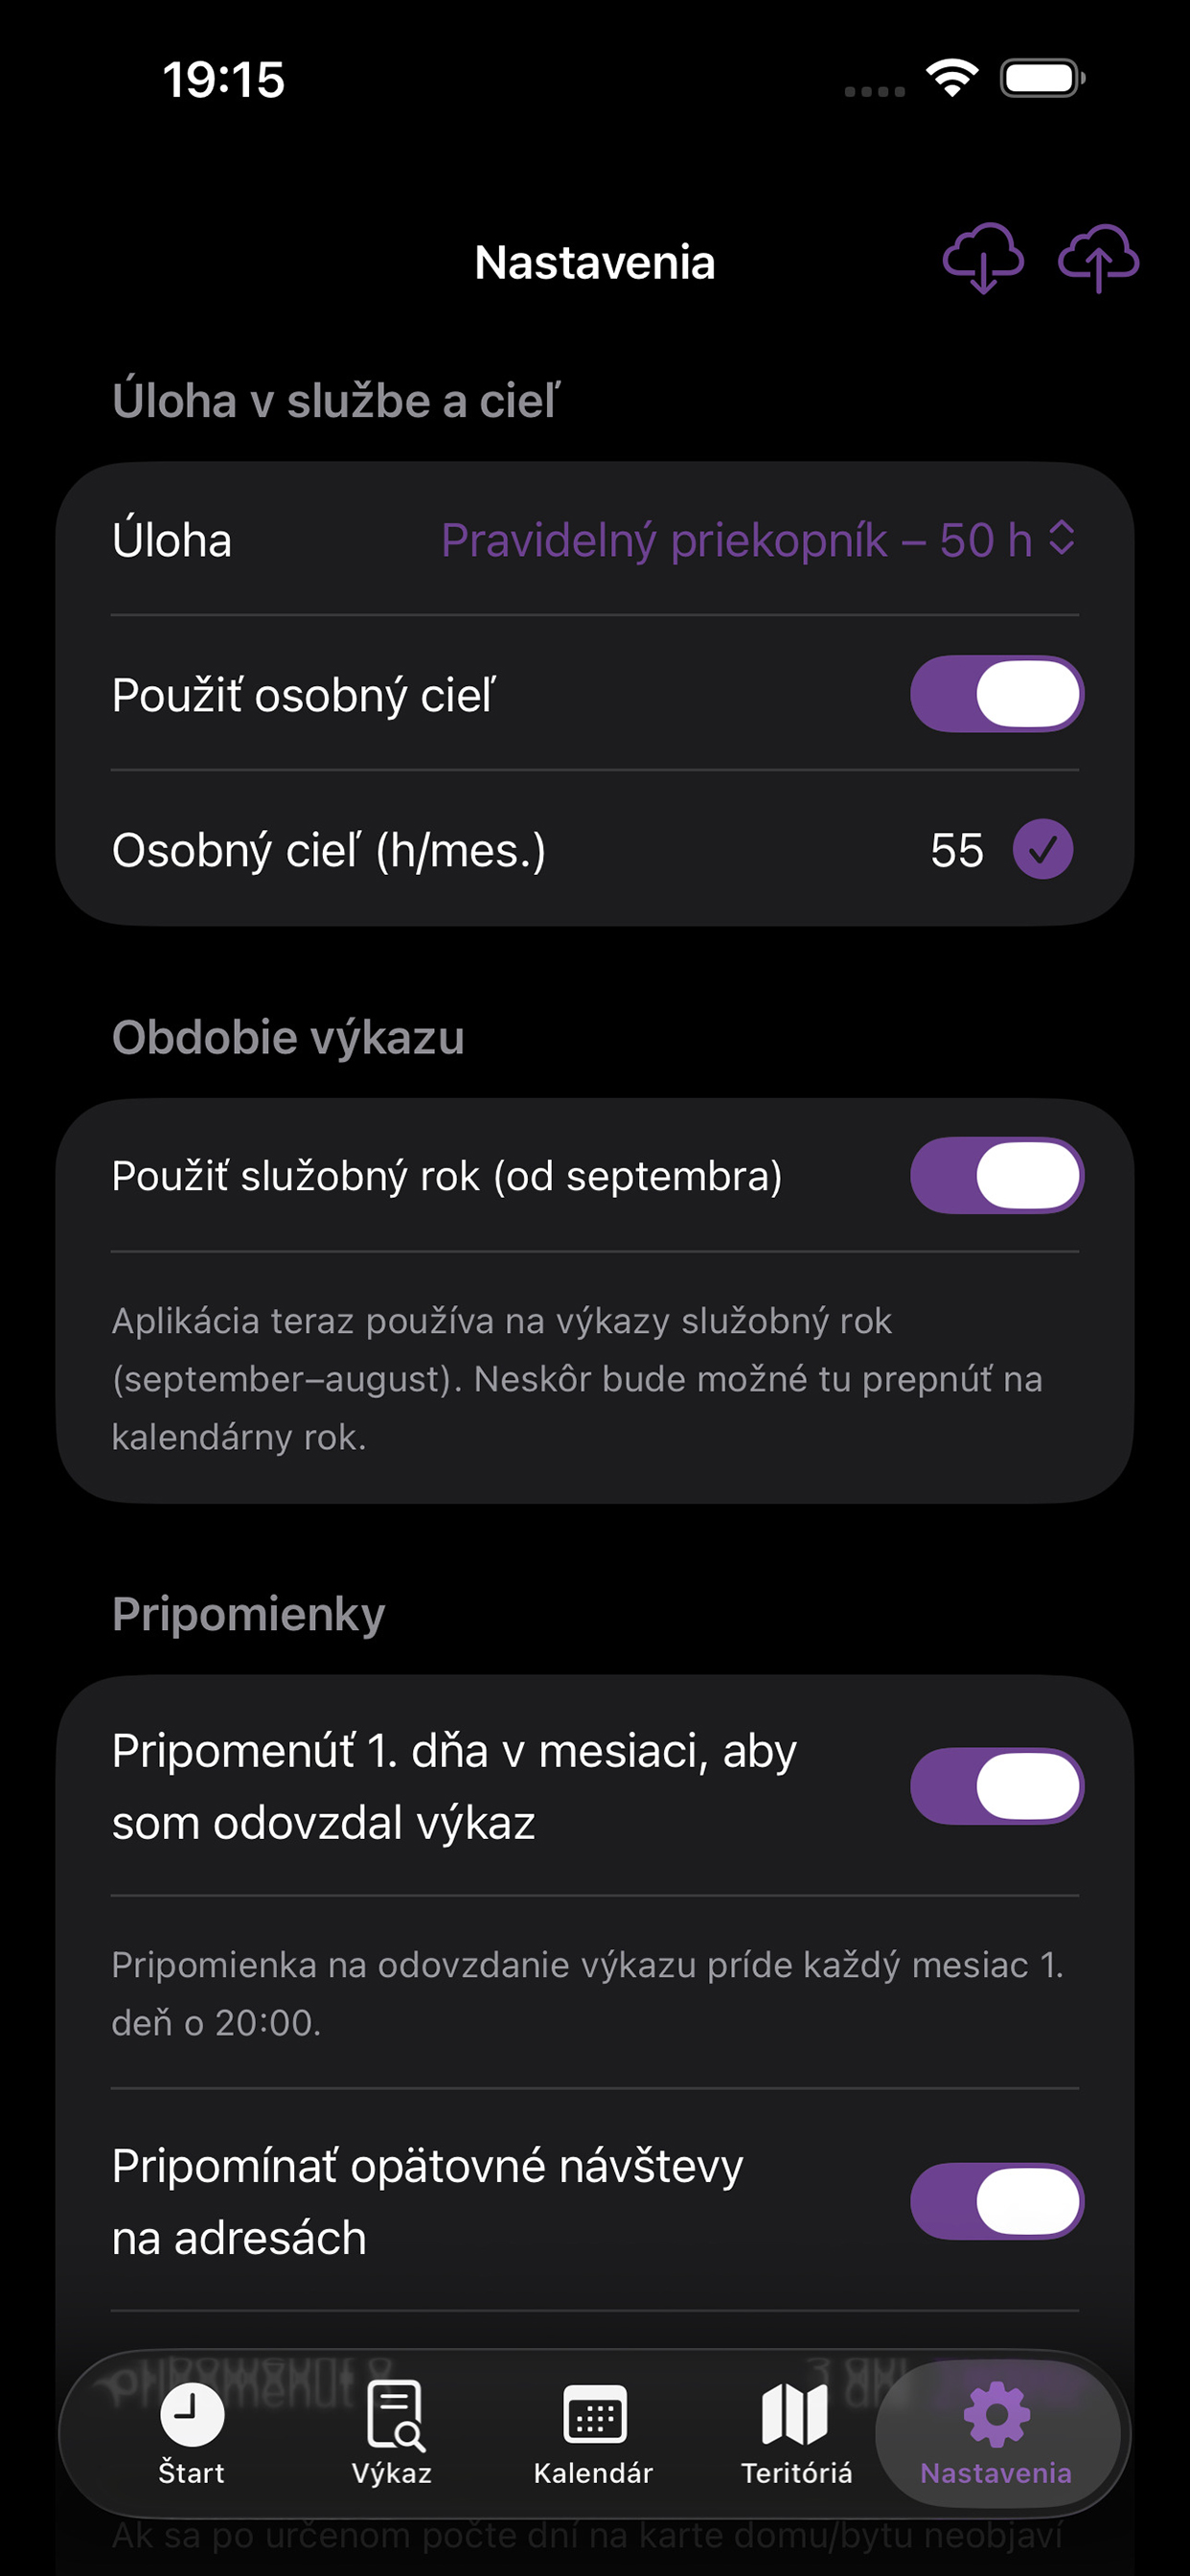 19:15
Nastavenia
Úloha v službe a cieľ
Úloha
Pravidelný priekopník – 50 h
Použiť osobný cieľ
Osobný cieľ (h/mes.)
55
Obdobie výkazu
Použiť služobný rok (od septembra)
Aplikácia teraz používa na výkazy služobný rok
(september–august). Neskôr bude možné tu prepnúť na
kalendárny rok.
Pripomienky
Pripomenúť 1. dňa v mesiaci, aby
som odovzdal výkaz
Pripomienka na odovzdanie výkazu príde každý mesiac 1.
deň o 20:00.
Pripomínať opätovné návštevy
na adresách
Štart
Výkaz
Kalendár
Teritóriá
Nastavenia
Ak sa po určenom počte dní na karte domu/bytu neobjaví